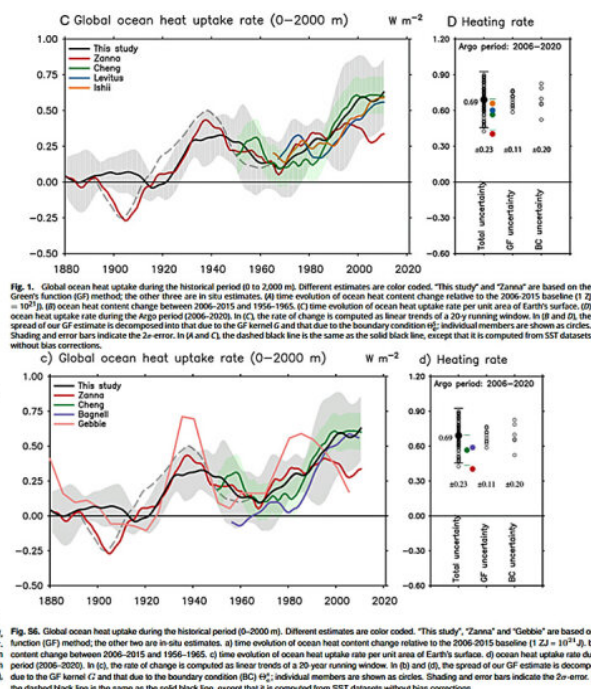 C Global ocean heat uptake rate (0−2000 m) W m−2
D Heating rate
1.00
0.75
0.50
0.25
0.00
−0.25
−0.50
This study
Zanna
Cheng
Levitus
Ishii
1880 1900 1920 1940 1960 1980 2000 2020
1.20
0.90
0.60
0.30
0.00
−0.30
−0.60
Argo period: 2006−2020
0.69
±0.23 ±0.11 ±0.20
Total uncertainty
GF uncertainty
BC uncertainty
Fig. 1. Global ocean heat uptake during the historical period (0 to 2,000 m). Different estimates are color coded. "This study" and "Zanna" are based on the
Green's function (GF) method; the other three are in situ estimates. (A) time evolution of ocean heat content change relative to the 2006-2015 baseline (1 ZJ
= 10²¹J). (B) ocean heat content change between 2006–2015 and 1956–1965. (C) time evolution of ocean heat uptake rate per unit area of Earth's surface. (D)
ocean heat uptake rate during the Argo period (2006–2020). In (C), the rate of change is computed as linear trends of a 20-y running window. In (B and D), the
spread of our GF estimate is decomposed into that due to the GF kernel G and that due to the boundary condition individual members are shown as circles.
Shading and error bars indicate the 2σ-error. In (A and C), the dashed black line is the same as the solid black line, except that it is computed from SST datasets
without bias corrections.
c) Global ocean heat uptake rate (0−2000 m) W m−2
d) Heating rate
1.00
0.75
0.50
0.25
0.00
−0.25
−0.50
This study
Zanna
Cheng
Bagnell
Gebbie
1880 1900 1920 1940 1960 1980 2000 2020
1.20
0.90
0.60
0.30
0.00
−0.30
−0.60
Argo period: 2006−2020
0.69
±0.23 ±0.11 ±0.20
Total uncertainty
GF uncertainty
BC uncertainty
Fig. S6. Global ocean heat uptake during the historical period (0–2000 m). Different estimates are color coded. "This study", "Zanna" and "Gebbie" are based on
function (GF) method; the other two are in-situ estimates. a) time evolution of ocean heat content change relative to the 2006-2015 baseline (1 ZJ = 10²¹J).
content change between 2006–2015 and 1956–1965. c) time evolution of ocean heat uptake rate per unit area of Earth's surface. d) ocean heat uptake rate
period (2006–2020). In (c), the rate of change is computed as linear trends of a 20-year running window. In (b) and (d), the spread of our GF estimate is
due to the GF kernel G and that due to the boundary condition (BC) individual members are shown as circles. Shading and error bars indicate the 2σ-error.
the dashed black line is the same as the solid black line, except that it is computed from SST datasets without bias corrections.